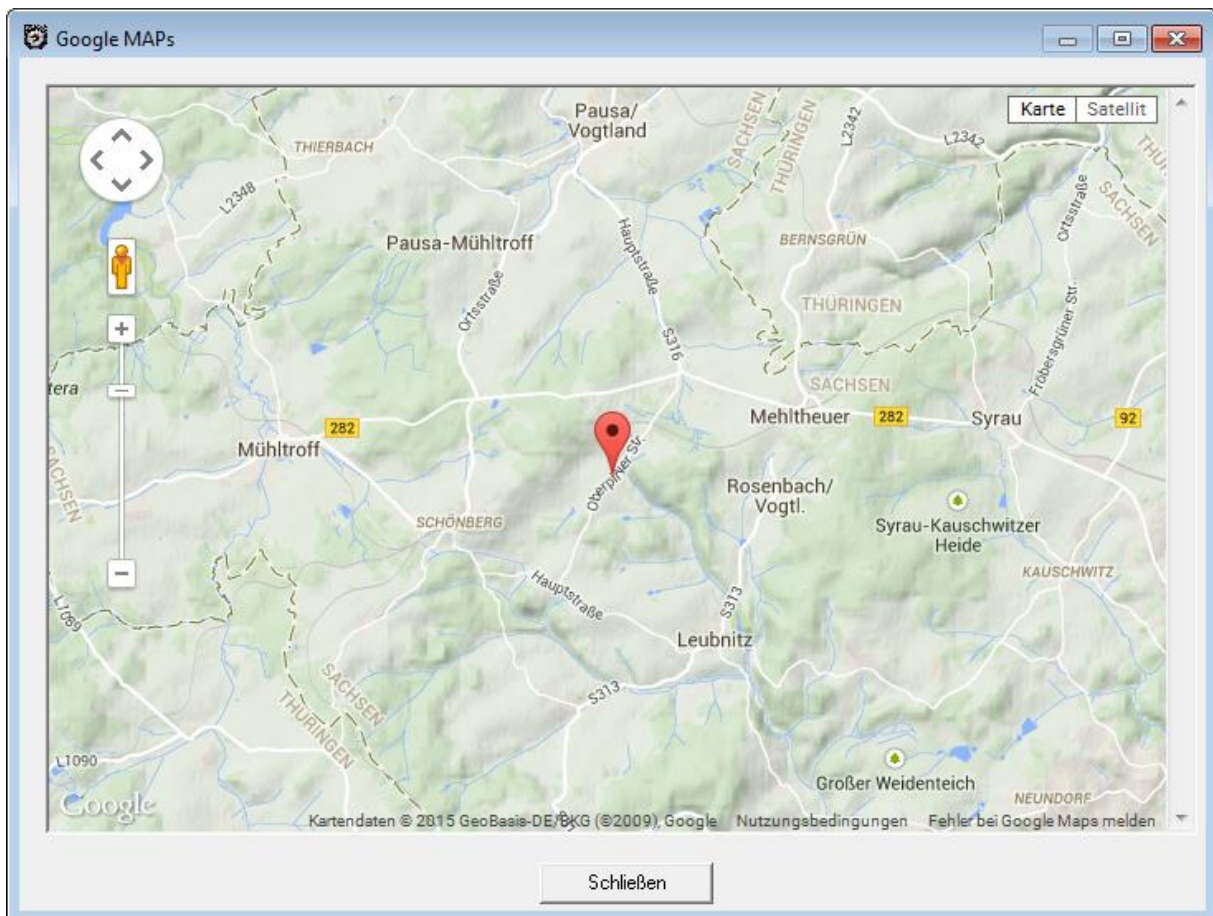 Google MAPs
Karte Satellit
Pausa/
Vogtland
THIERBACH
L2348
L2342
L2342
SACHSEN
THÜRINGEN
SACHSEN
Ortsstraße
Hauptstraße
Pausa-Mühltroff
BERNSGRÜN
THÜRINGEN
Ortsstraße
S316
Fröbersgrüner Str.
SACHSEN
tera
282
Mühltroff
Mehltheuer
282
Syrau
92
Oberpirker Str.
SACHSEN
Rosenbach/
Vogtl.
SCHÖNBERG
Syrau-Kauschwitzer
Heide
KAUSCHWITZ
Hauptstraße
S313
L7089
Leubnitz
SACHSEN
THÜRINGEN
S313
L1090
Großer Weidenteich
NEUNDORF
Google
Kartendaten © 2015 GeoBasis-DE/BKG (©2009), Google Nutzungsbedingungen Fehler bei Google Maps melden
Schließen